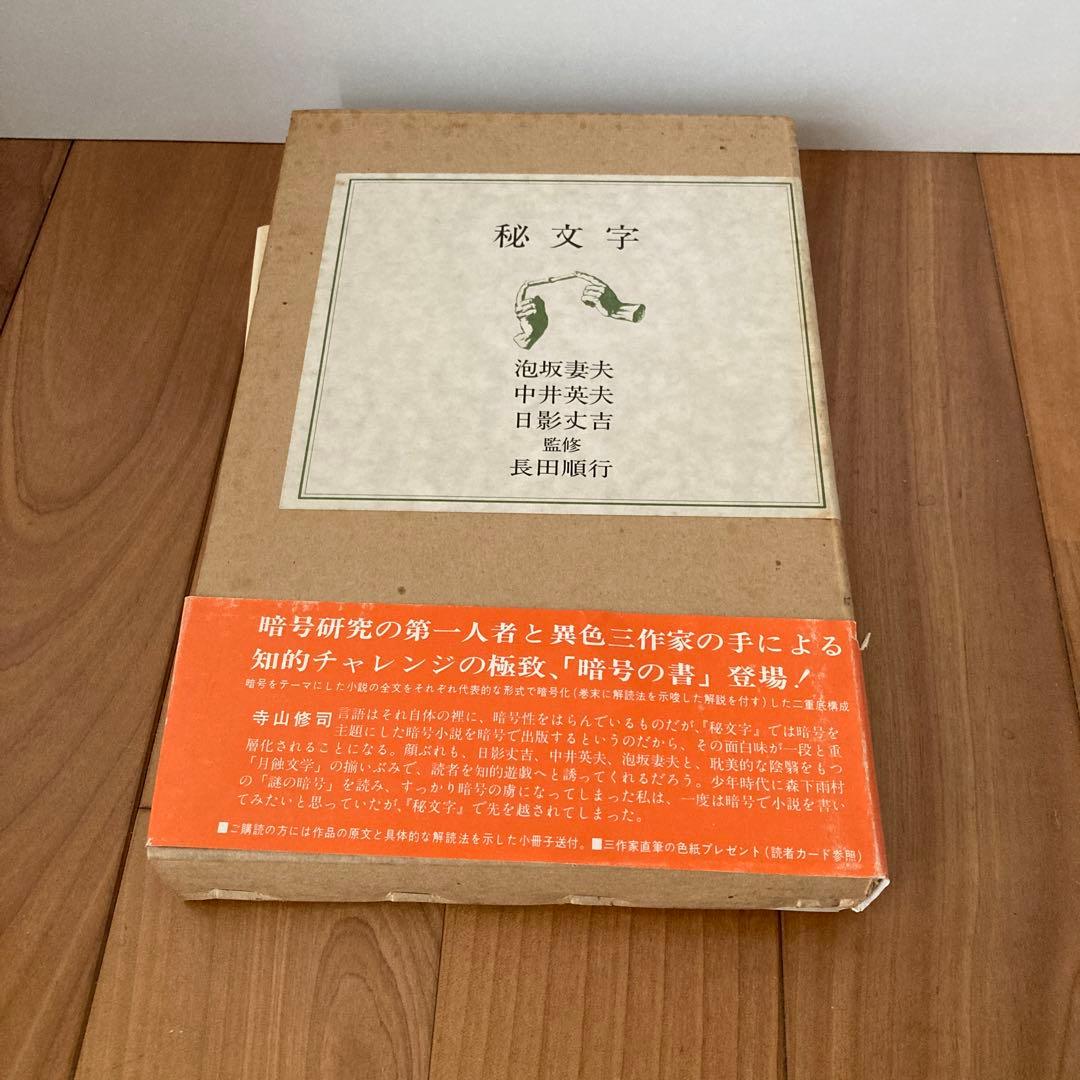 秘文字
泡坂妻夫
中井英夫
日影丈吉
監修
長田順行
暗号研究の第一人者と異色三作家の手による
知的チャレンジの極致、「暗号の書」登場！
暗号をテーマにした小説の全文をそれぞれ代表的な形式で暗号化(巻末に解読法を示唆した解説を付す)した二重底構成
寺山修司 言語はそれ自体の裡に、暗号性をはらんでいるものだが、『秘文字』では暗号を
主題にした暗号小説を暗号で出版するというのだから、その面白味が一段と重
層化されることになる。顔ぶれも、日影丈吉、中井英夫、泡坂妻夫と、耽美的な陰翳をもつ
「月蝕文学」の揃いぶみで、読者を知的遊戯へと誘ってくれるだろう。少年時代に森下雨村
の「謎の暗号」を読み、すっかり暗号の虜になってしまった私は、一度は暗号で小説を書い
てみたいと思っていたが、『秘文字』で先を越されてしまった。
■ご購読の方には作品の原文と具体的な解読法を示した小冊子送付。■三作家直筆の色紙プレゼント(読者カード参照)